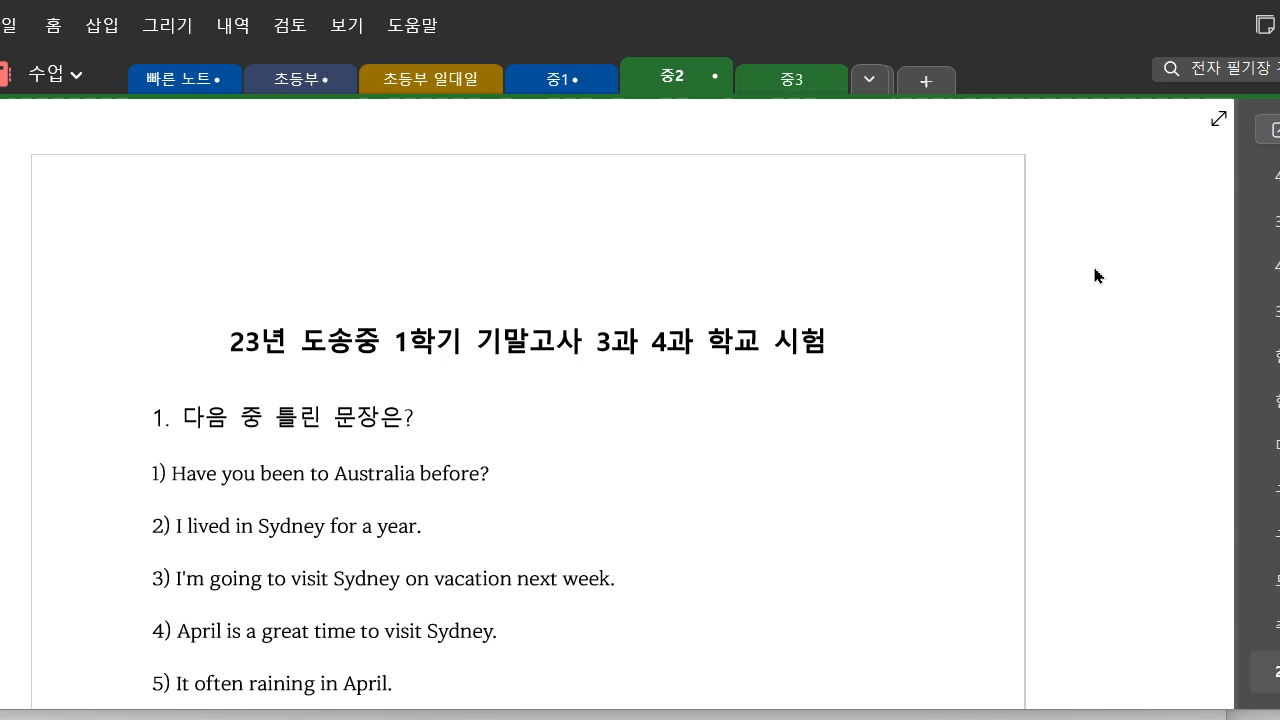 일 홈 삽입 그리기 내역 검토 보기 도움말
수업 빠른 노트 초등부 초등부 일대일 중1 중2 중3 + 전자 필기장
23년 도송중 1학기 기말고사 3과 4과 학교 시험
1. 다음 중 틀린 문장은?
1) Have you been to Australia before?
2) I lived in Sydney for a year.
3) I'm going to visit Sydney on vacation next week.
4) April is a great time to visit Sydney.
5) It often raining in April.